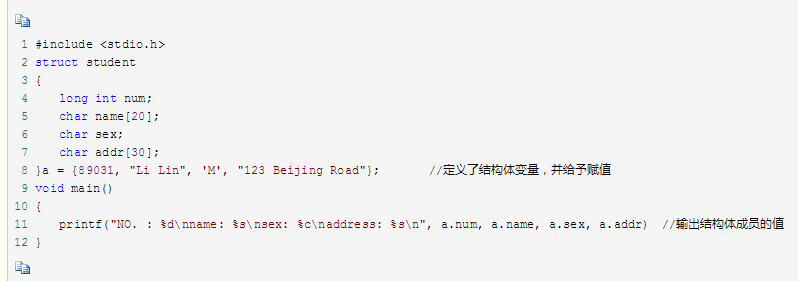 1 #include <stdio.h>
2 struct student
3 {
4 long int num;
5 char name[20];
6 char sex;
7 char addr[30];
8 }a = {89031, "Li Lin", 'M', "123 Beijing Road"}; //定义了结构体变量，并给予赋值
9 void main()
10 {
11 printf("NO. : %d\nname: %s\nsex: %c\naddress: %s\n", a.num, a.name, a.sex, a.addr) //输出结构体成员的值
12 }